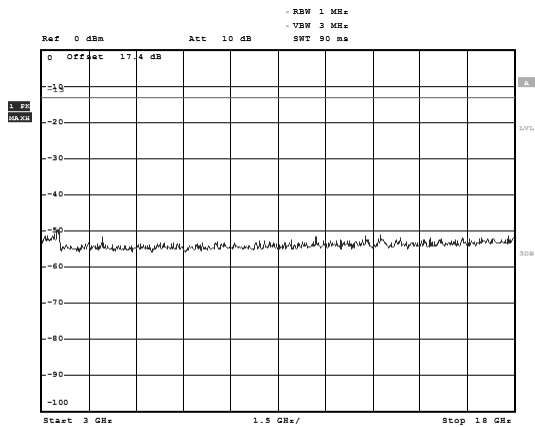 RBW 1 MHz
VBW 3 MHz
Ref 0 dBm Att 10 dB SWT 90 ms
0 Offset 17.4 dB
-10
-13
A
1 PK
MAXH
-20
LVL
-30
-40
-50
3DB
-60
-70
-80
-90
-100
Start 3 GHz 1.5 GHz/ Stop 18 GHz